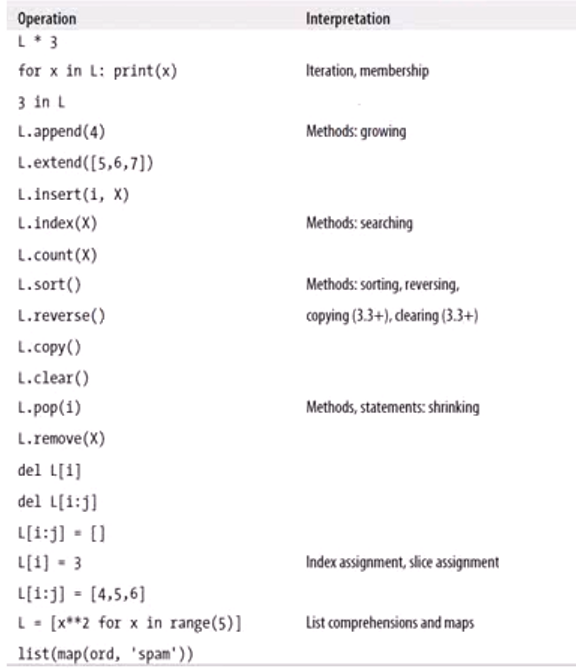 Operation Interpretation
L * 3
for x in L: print(x) Iteration, membership
3 in L
L.append(4) Methods: growing
L.extend([5,6,7])
L.insert(i, X)
L.index(X) Methods: searching
L.count(X)
L.sort() Methods: sorting, reversing,
L.reverse() copying (3.3+), clearing (3.3+)
L.copy()
L.clear()
L.pop(i) Methods, statements: shrinking
L.remove(X)
del L[i]
del L[i:j]
L[i:j] = []
L[i] = 3 Index assignment, slice assignment
L[i:j] = [4,5,6]
L = [x**2 for x in range(5)] List comprehensions and maps
list(map(ord, 'spam'))